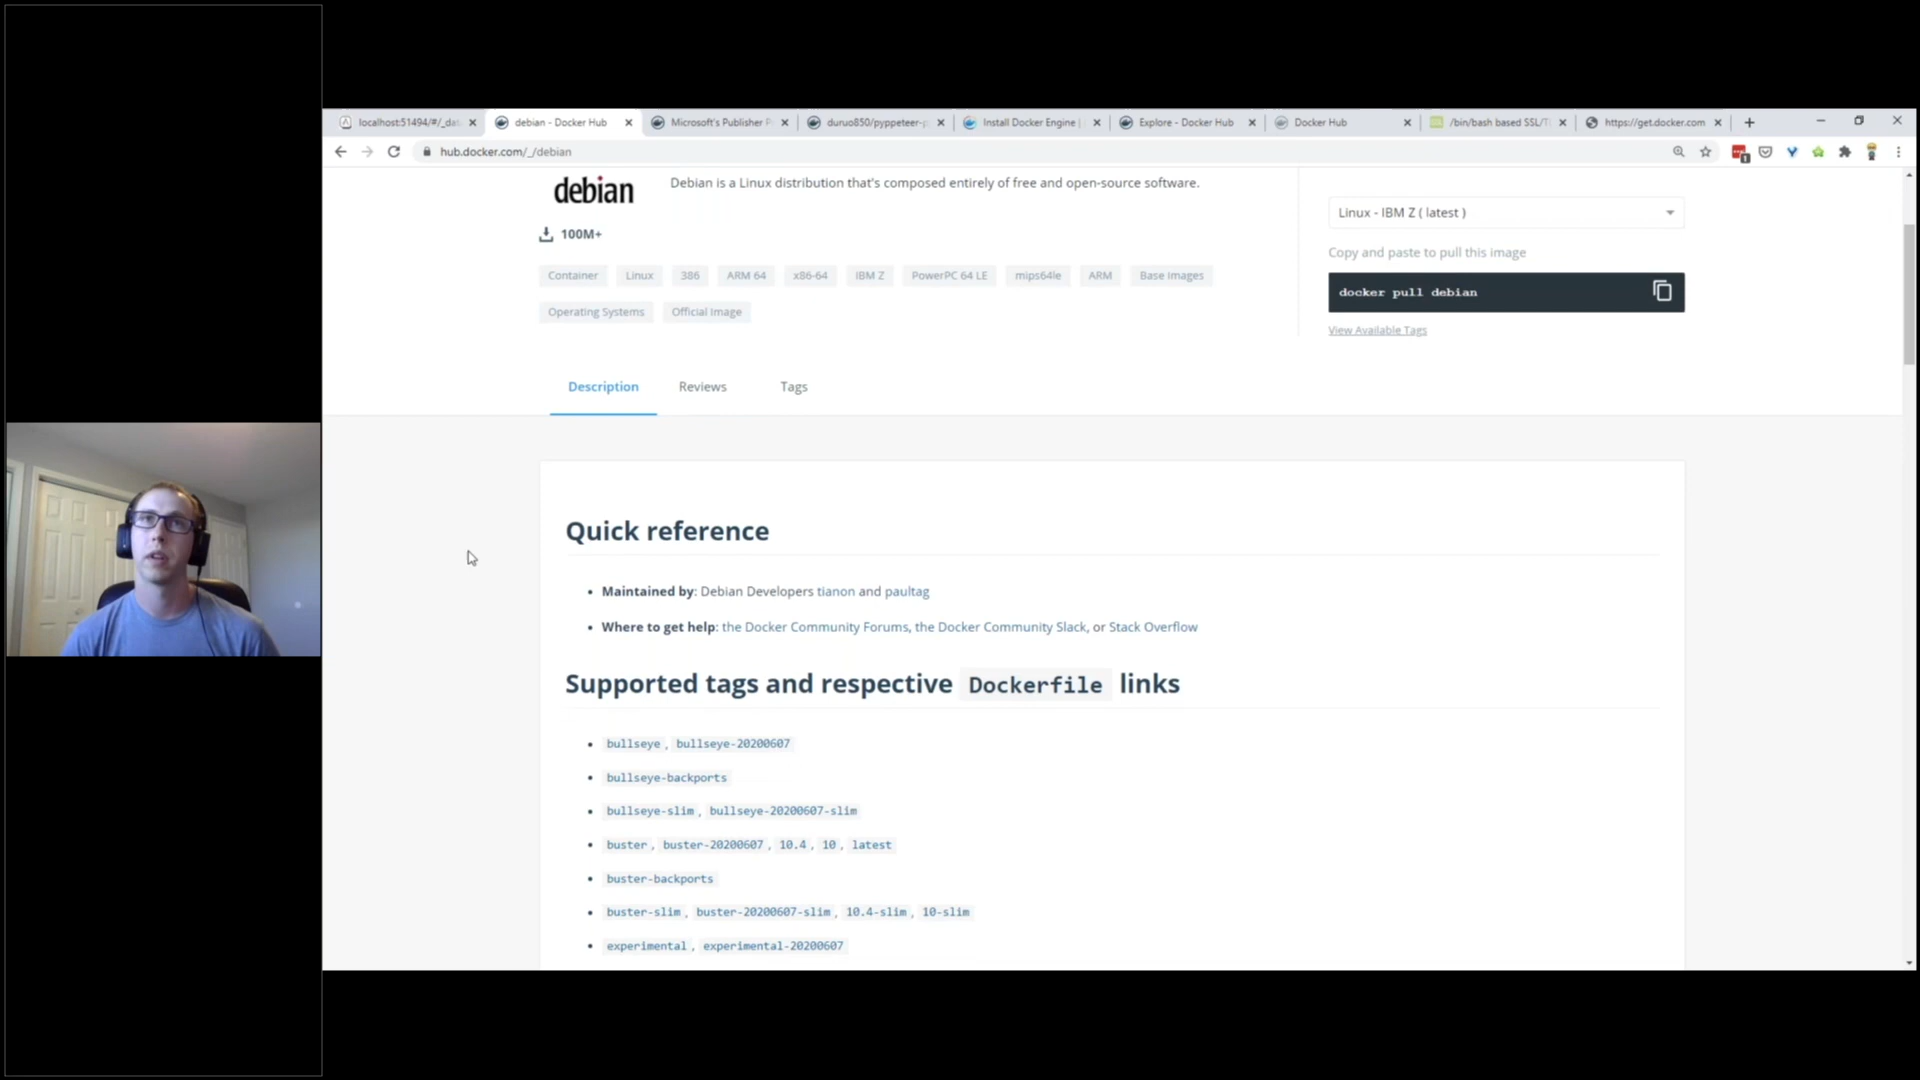 localhost:51494/#/_da
debian - Docker Hub
Microsoft's Publisher P
duruo850/pyppeteer-p
Install Docker Engine |
Explore - Docker Hub
Docker Hub
/bin/bash based SSL/T
https://get.docker.com
hub.docker.com/_/debian
debian
Debian is a Linux distribution that's composed entirely of free and open-source software.
100M+
Container Linux 386 ARM 64 x86-64 IBM Z PowerPC 64 LE mips64le ARM Base Images
Operating Systems Official Image
Linux - IBM Z ( latest )
Copy and paste to pull this image
docker pull debian
View Available Tags
Description Reviews Tags
Quick reference
• Maintained by: Debian Developers tianon and paultag
• Where to get help: the Docker Community Forums, the Docker Community Slack, or Stack Overflow
Supported tags and respective Dockerfile links
• bullseye, bullseye-20200607
• bullseye-backports
• bullseye-slim, bullseye-20200607-slim
• buster, buster-20200607, 10.4, 10, latest
• buster-backports
• buster-slim, buster-20200607-slim, 10.4-slim, 10-slim
• experimental, experimental-20200607